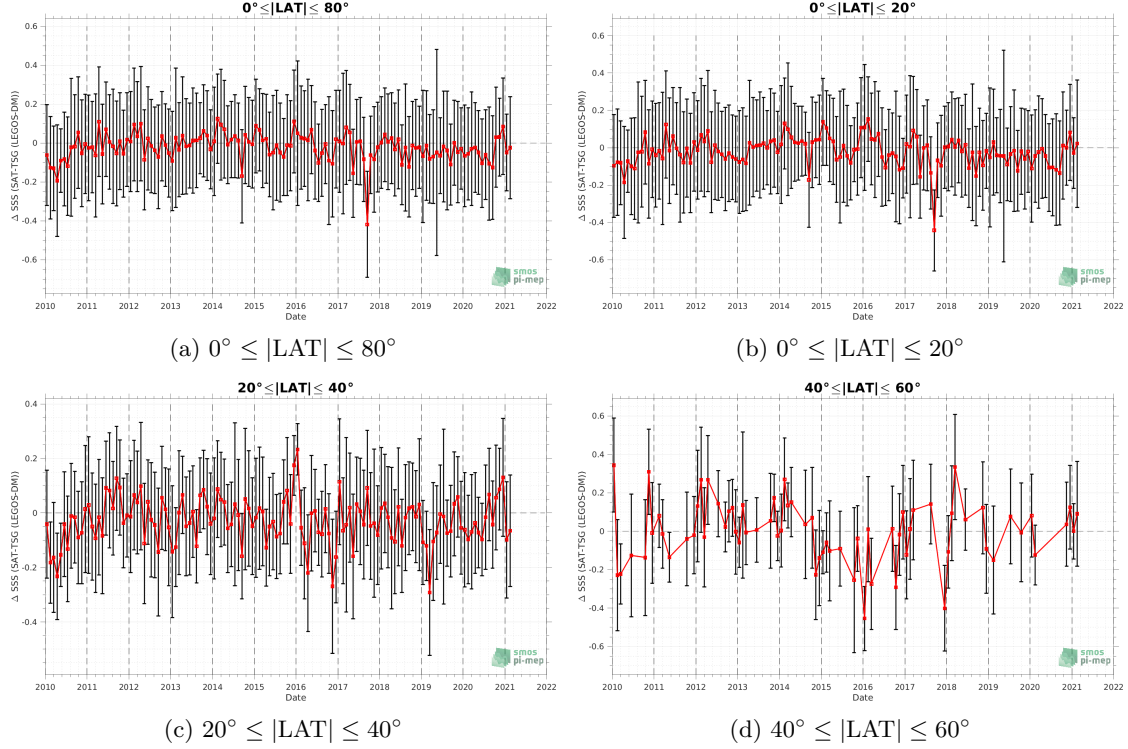 0°≤|LAT|≤ 80°
Δ SSS (SAT-TSG (LEGOS-DM))
0.6
0.4
0.2
0
-0.2
-0.4
-0.6
2010 2011 2012 2013 2014 2015 2016 2017 2018 2019 2020 2021 2022
Date
smos
pi-mep
(a) 0° ≤ |LAT| ≤ 80°
0°≤|LAT|≤ 20°
Δ SSS (SAT-TSG (LEGOS-DM))
0.6
0.4
0.2
0
-0.2
-0.4
-0.6
2010 2011 2012 2013 2014 2015 2016 2017 2018 2019 2020 2021 2022
Date
smos
pi-mep
(b) 0° ≤ |LAT| ≤ 20°
20°≤|LAT|≤ 40°
Δ SSS (SAT-TSG (LEGOS-DM))
0.4
0.2
0
-0.2
-0.4
2010 2011 2012 2013 2014 2015 2016 2017 2018 2019 2020 2021 2022
Date
smos
pi-mep
(c) 20° ≤ |LAT| ≤ 40°
40°≤|LAT|≤ 60°
Δ SSS (SAT-TSG (LEGOS-DM))
0.6
0.4
0.2
0
-0.2
-0.4
-0.6
2010 2011 2012 2013 2014 2015 2016 2017 2018 2019 2020 2021 2022
Date
smos
pi-mep
(d) 40° ≤ |LAT| ≤ 60°